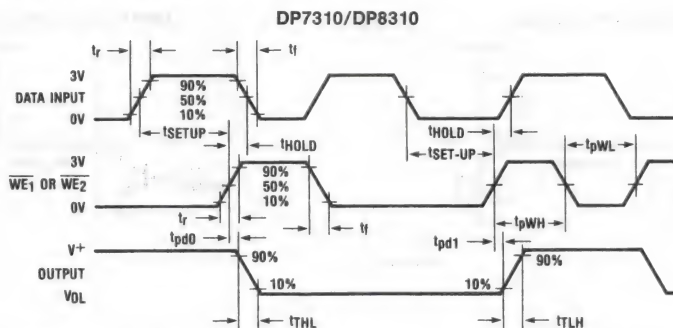 DP7310/DP8310
tr
tf
3V
DATA INPUT
0V
90%
50%
10%
tSETUP
tHOLD
tHOLD
tSET-UP
tpWL
3V
WE1 OR WE2
0V
90%
50%
10%
tr
tf
tpWH
tpd0
tpd1
V+
OUTPUT
VOL
90%
10%
10%
90%
tTHL
tTLH